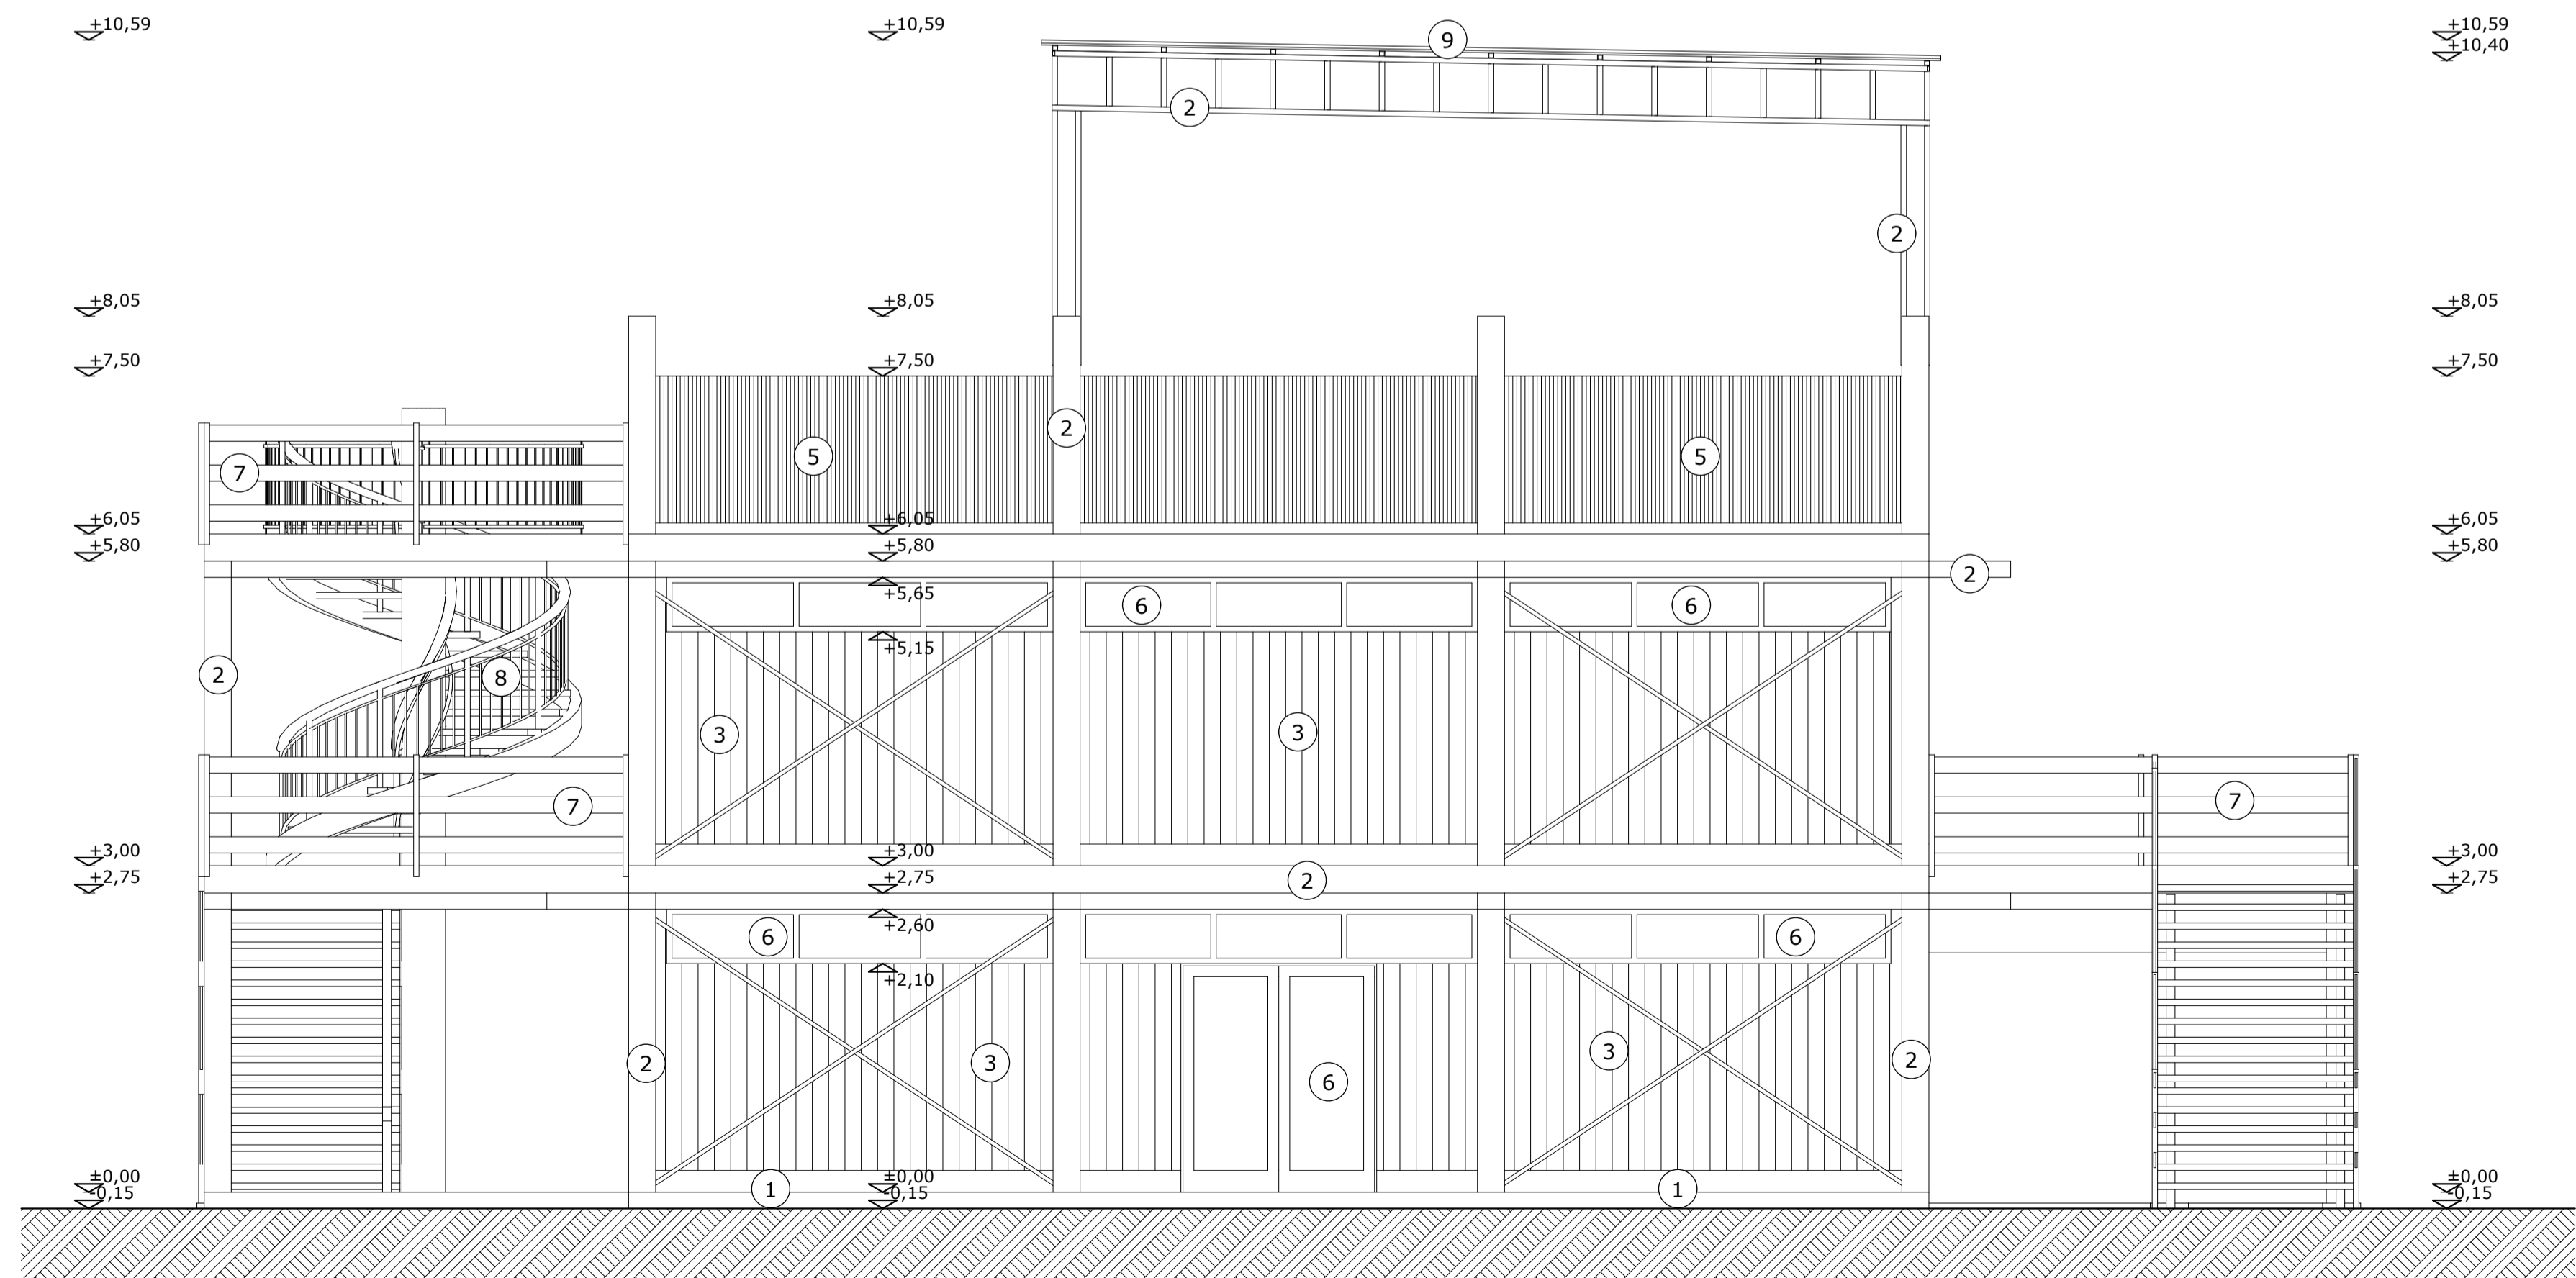 +10,59 +10,59 9 +10,59
+10,40
2
2
+8,05 +8,05 +8,05
+7,50 +7,50 +7,50
2
5 5
7
+6,05 +6,05 +6,05
+5,80 +5,80 +5,80
2
+5,65
6 6
+5,15
2 8
3 3
7 7
+3,00 +3,00 +3,00
+2,75 +2,75 2 +2,75
+2,60
6 6
+2,10
2 3 3 2
6
±0,00 ±0,00 ±0,00
-0,15 1 -0,15 1 -0,15